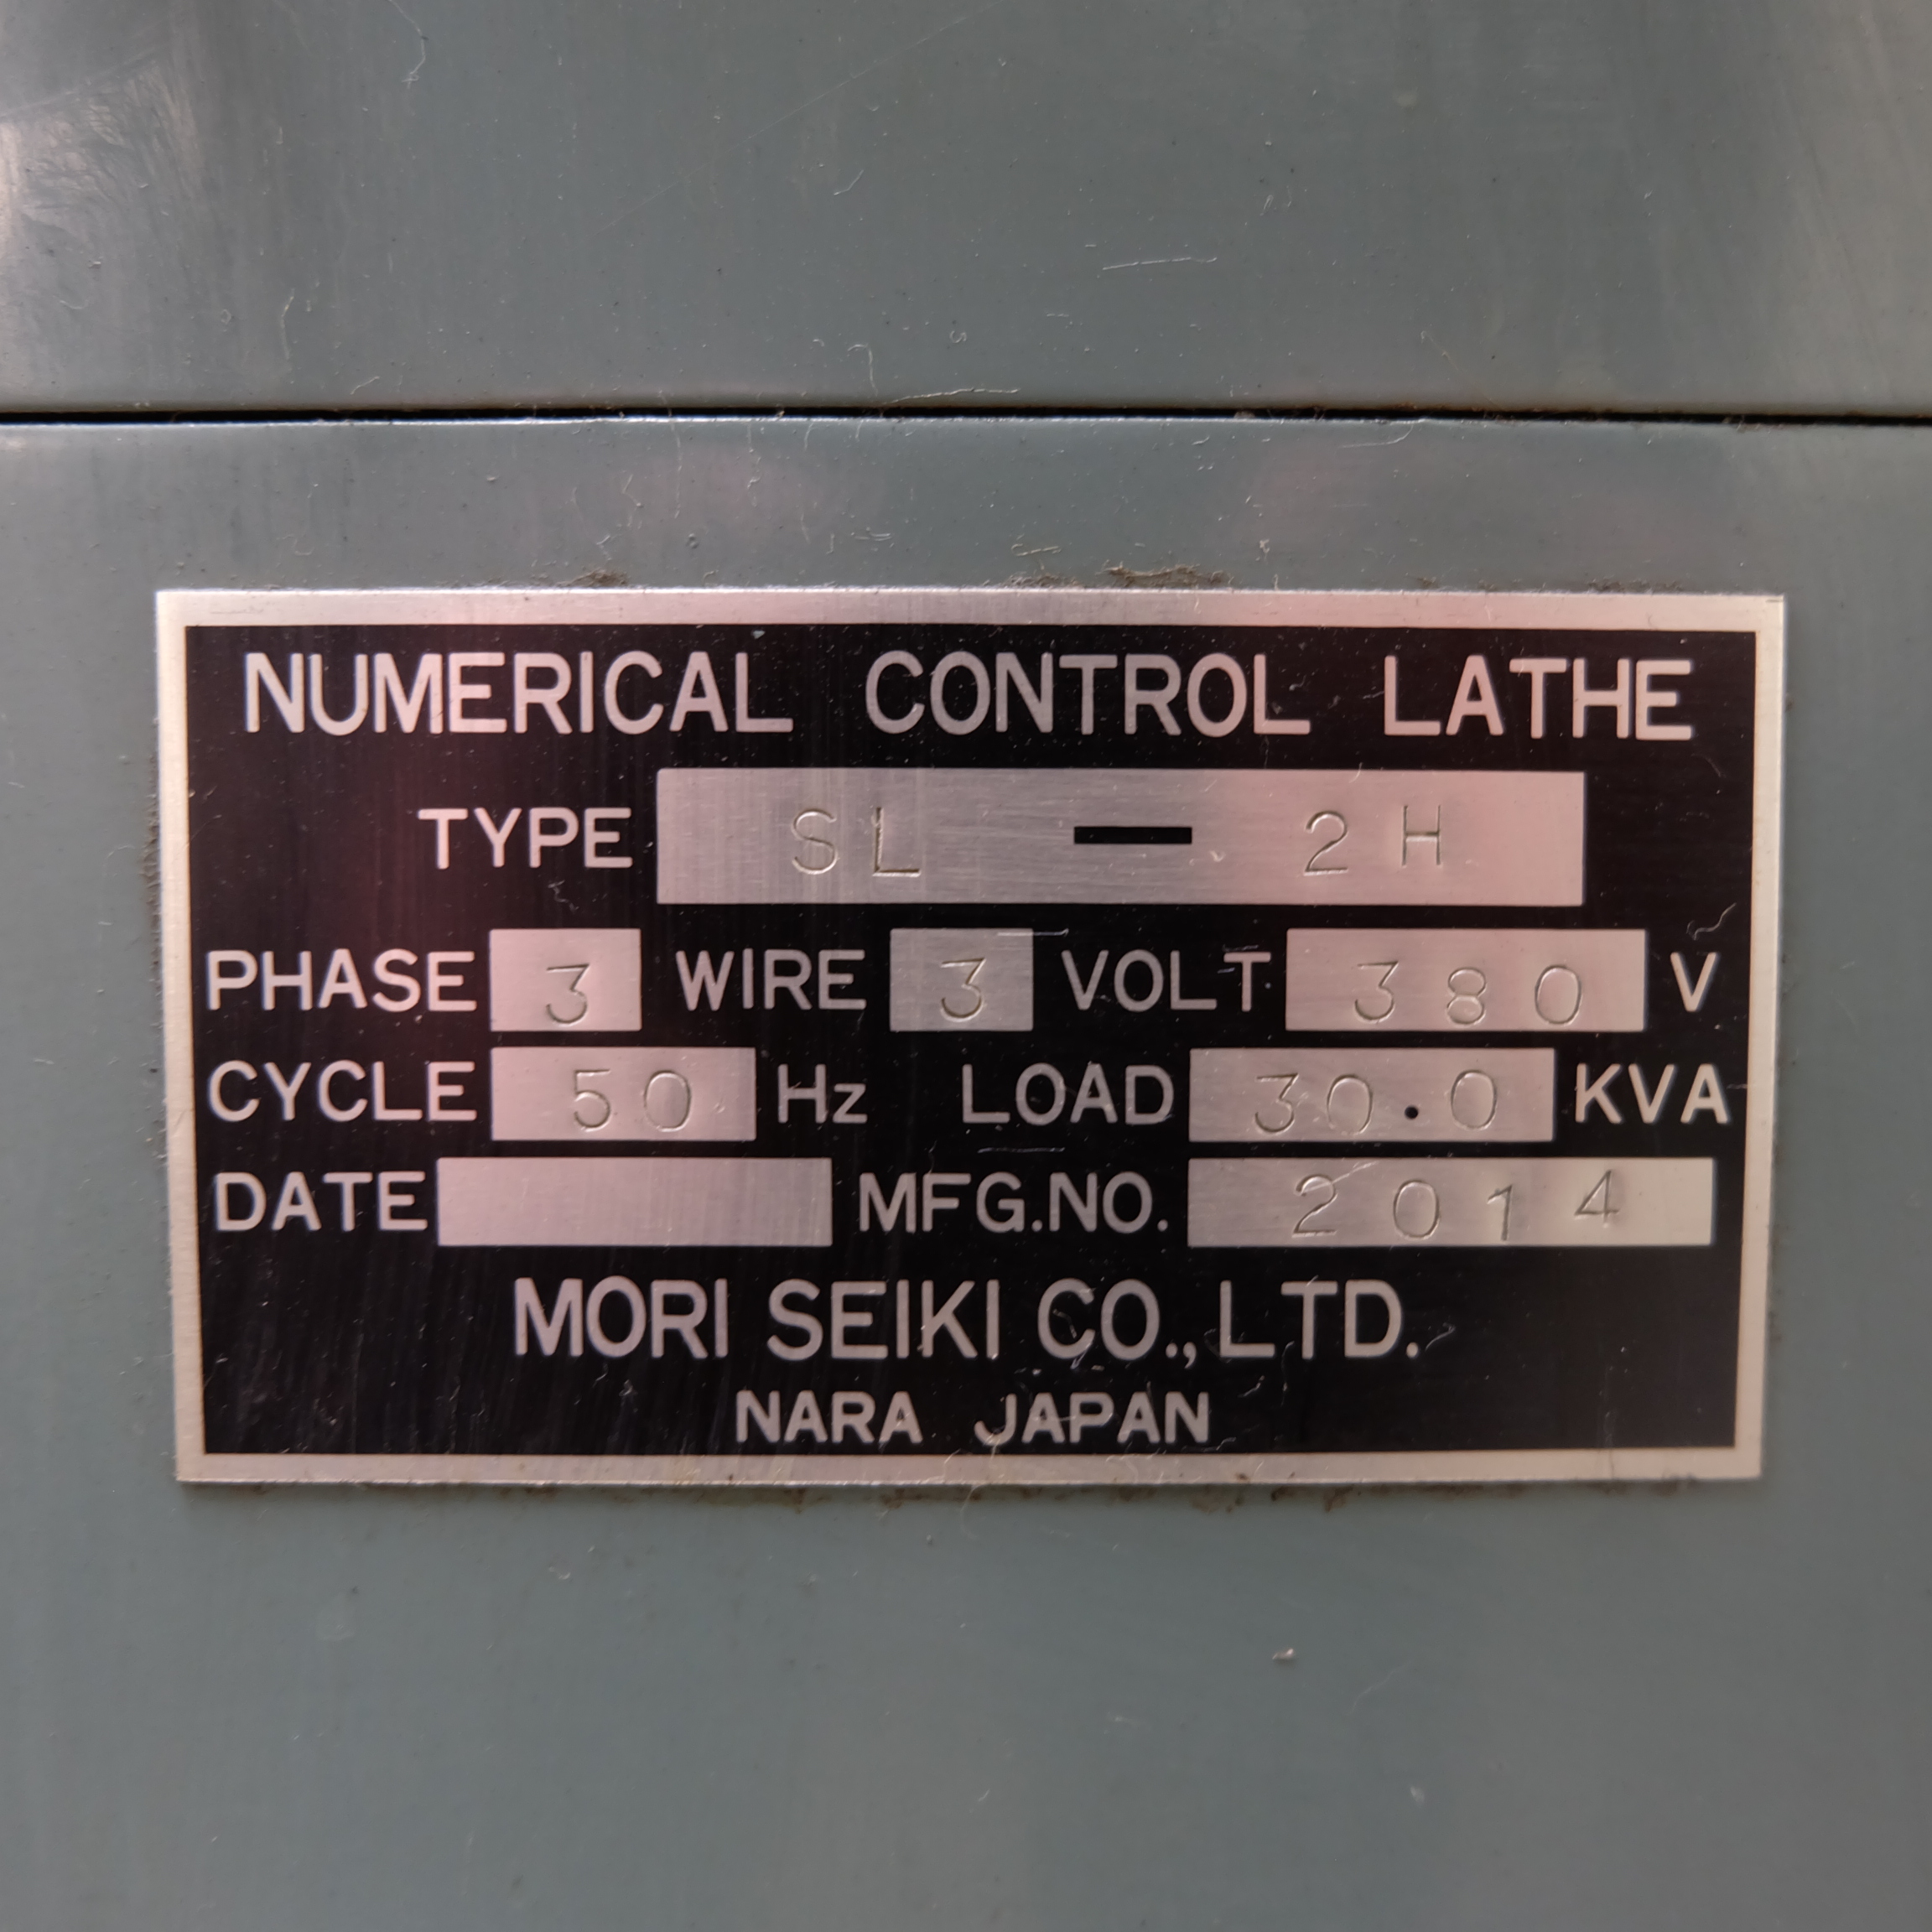 NUMERICAL CONTROL LATHE
TYPE SL — 2H
PHASE 3 WIRE 3 VOLT 380 V
CYCLE 50 Hz LOAD 30.0 KVA
DATE MFG.NO. 2014
MORI SEIKI CO., LTD.
NARA JAPAN